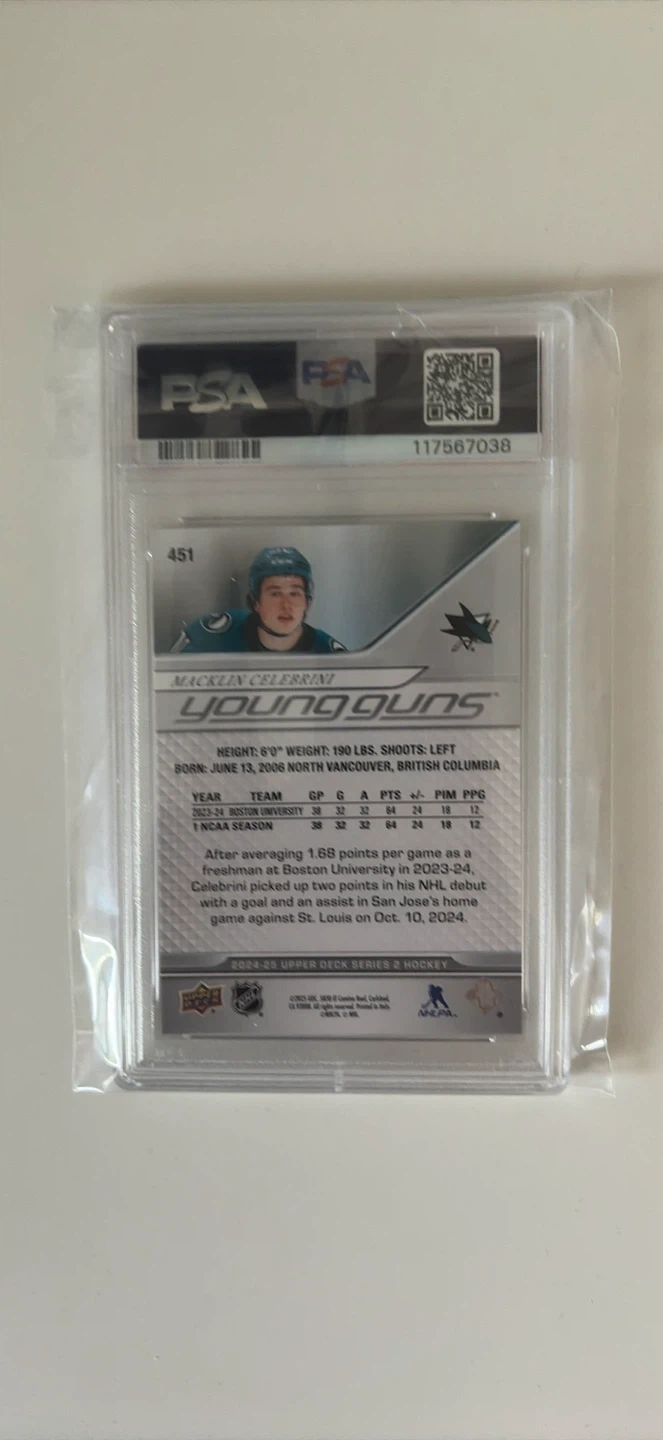 PSA
PSA
117567038
451
MACKLIN CELEBRINI
young guns
HEIGHT: 6'0" WEIGHT: 190 LBS. SHOOTS: LEFT
BORN: JUNE 13, 2006 NORTH VANCOUVER, BRITISH COLUMBIA
YEAR TEAM GP G A PTS +/- PIM PPG
2023-24 BOSTON UNIVERSITY 38 32 32 64 24 18 12
1 NCAA SEASON 38 32 32 64 24 18 12
After averaging 1.68 points per game as a
freshman at Boston University in 2023-24,
Celebrini picked up two points in his NHL debut
with a goal and an assist in San Jose's home
game against St. Louis on Oct. 10, 2024.
2024-25 UPPER DECK SERIES 2 HOCKEY
NHL
NHLPA